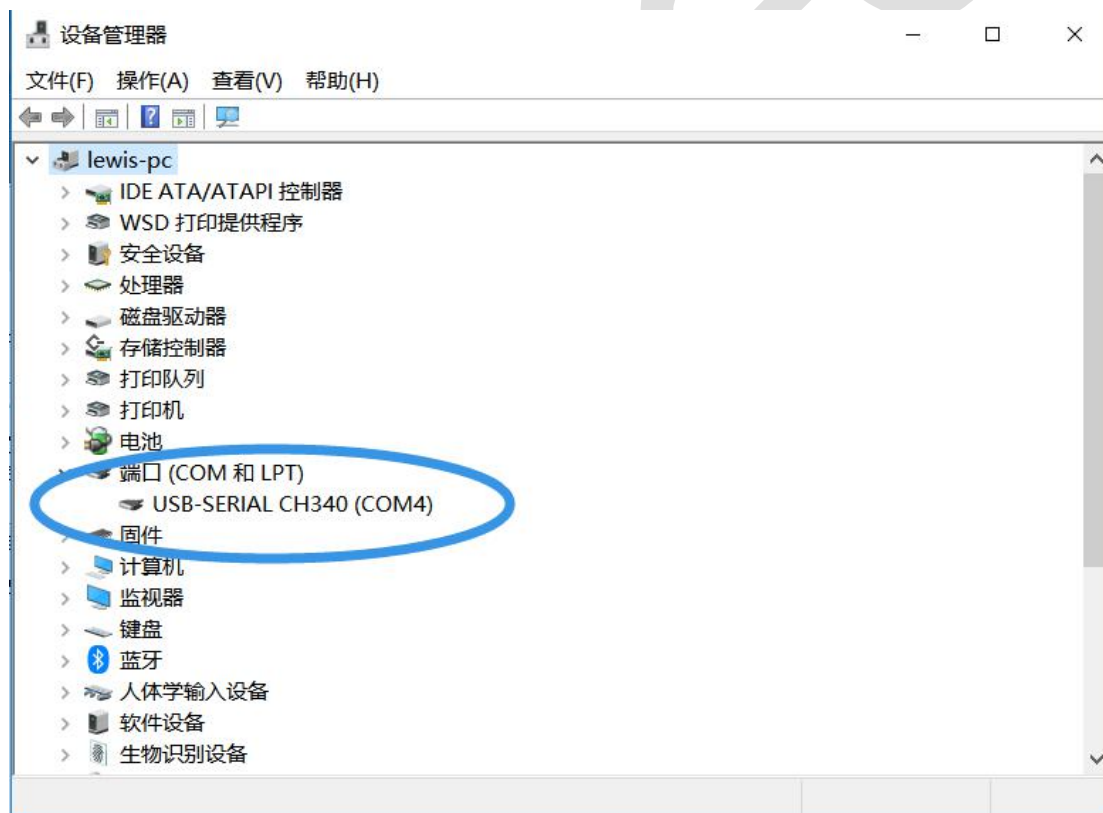 设备管理器
文件(F) 操作(A) 查看(V) 帮助(H)
lewis-pc
IDE ATA/ATAPI 控制器
WSD 打印提供程序
安全设备
处理器
磁盘驱动器
存储控制器
打印队列
打印机
电池
端口 (COM 和 LPT)
USB-SERIAL CH340 (COM4)
固件
计算机
监视器
键盘
蓝牙
人体学输入设备
软件设备
生物识别设备